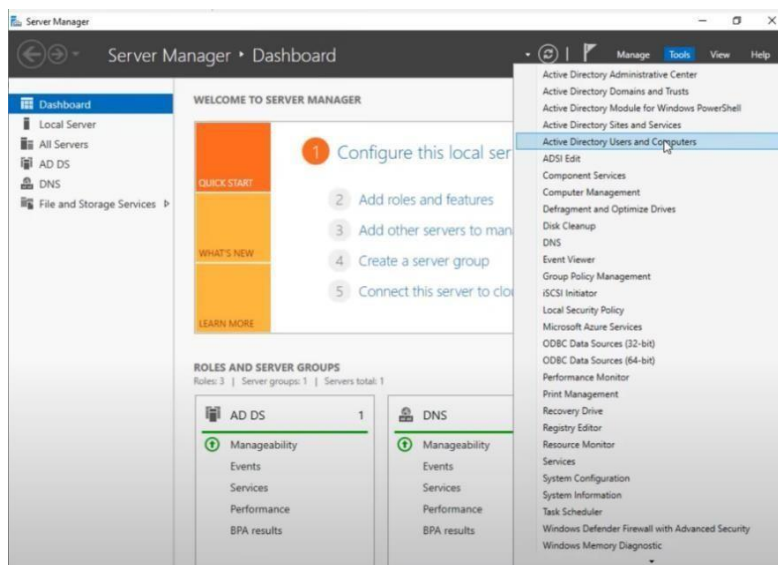 Server Manager
Server Manager • Dashboard
Manage Tools View Help
Dashboard
Local Server
All Servers
AD DS
DNS
File and Storage Services
WELCOME TO SERVER MANAGER
QUICK START
WHAT'S NEW
LEARN MORE
1 Configure this local ser
2 Add roles and features
3 Add other servers to man
4 Create a server group
5 Connect this server to clo
ROLES AND SERVER GROUPS
Roles: 3 | Server groups: 1 | Servers total: 1
AD DS 1
Manageability
Events
Services
Performance
BPA results
DNS
Manageability
Events
Services
Performance
BPA results
Active Directory Administrative Center
Active Directory Domains and Trusts
Active Directory Module for Windows PowerShell
Active Directory Sites and Services
Active Directory Users and Computers
ADSI Edit
Component Services
Computer Management
Defragment and Optimize Drives
Disk Cleanup
DNS
Event Viewer
Group Policy Management
iSCSI Initiator
Local Security Policy
Microsoft Azure Services
ODBC Data Sources (32-bit)
ODBC Data Sources (64-bit)
Performance Monitor
Print Management
Recovery Drive
Registry Editor
Resource Monitor
Services
System Configuration
System Information
Task Scheduler
Windows Defender Firewall with Advanced Security
Windows Memory Diagnostic